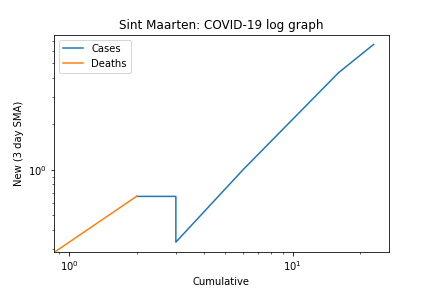 Sint Maarten: COVID-19 log graph
Cases
Deaths
New (3 day SMA)
10⁰
10⁰ 10¹
Cumulative